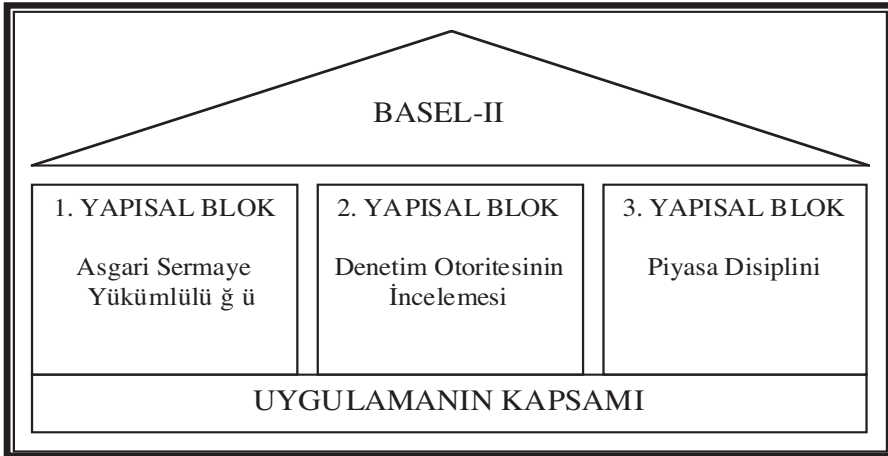 BASEL-II
1. YAPISAL BLOK
Asgari Sermaye
Yükümlülü ğ ü
2. YAPISAL BLOK
Denetim Otoritesinin
İncelemesi
3. YAPISAL BLOK
Piyasa Disiplini
UYGULAMANIN KAPSAMI